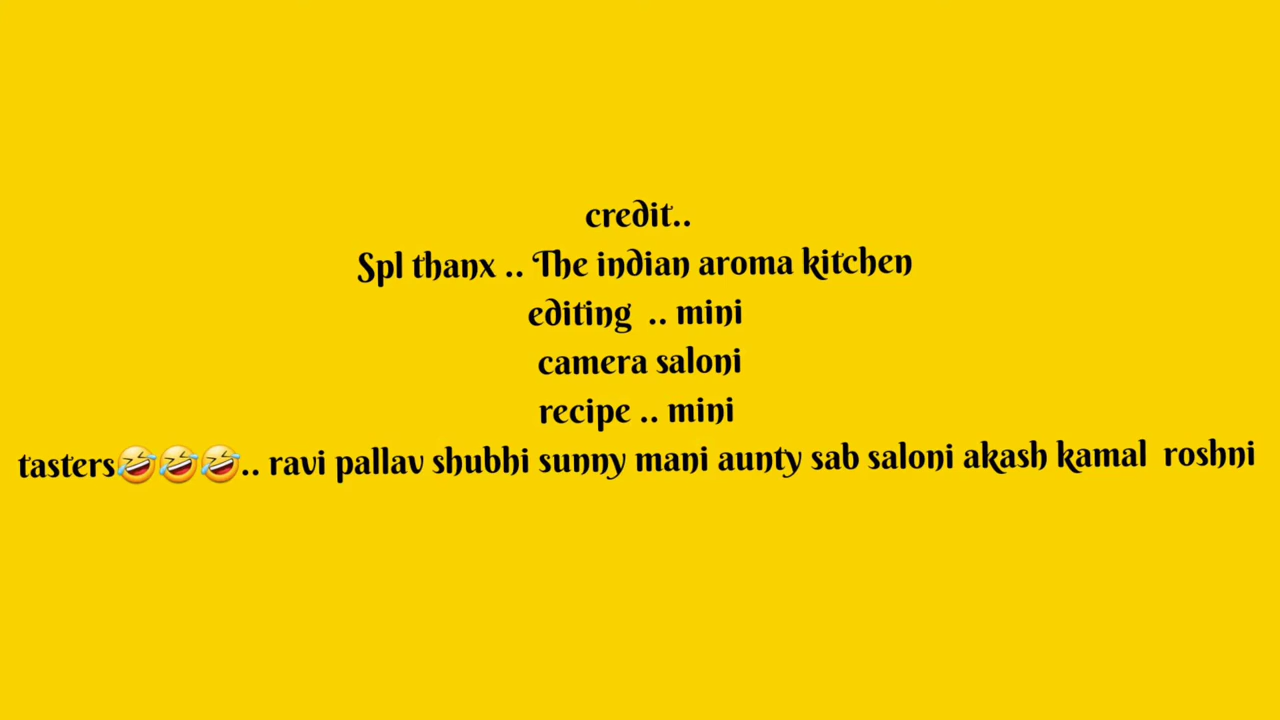 credit..
Spl thanx .. The indian aroma kitchen
editing .. mini
camera saloni
recipe .. mini
tasters🤣🤣🤣.. ravi pallav shubhi sunny mani aunty sab saloni akash kamal roshni